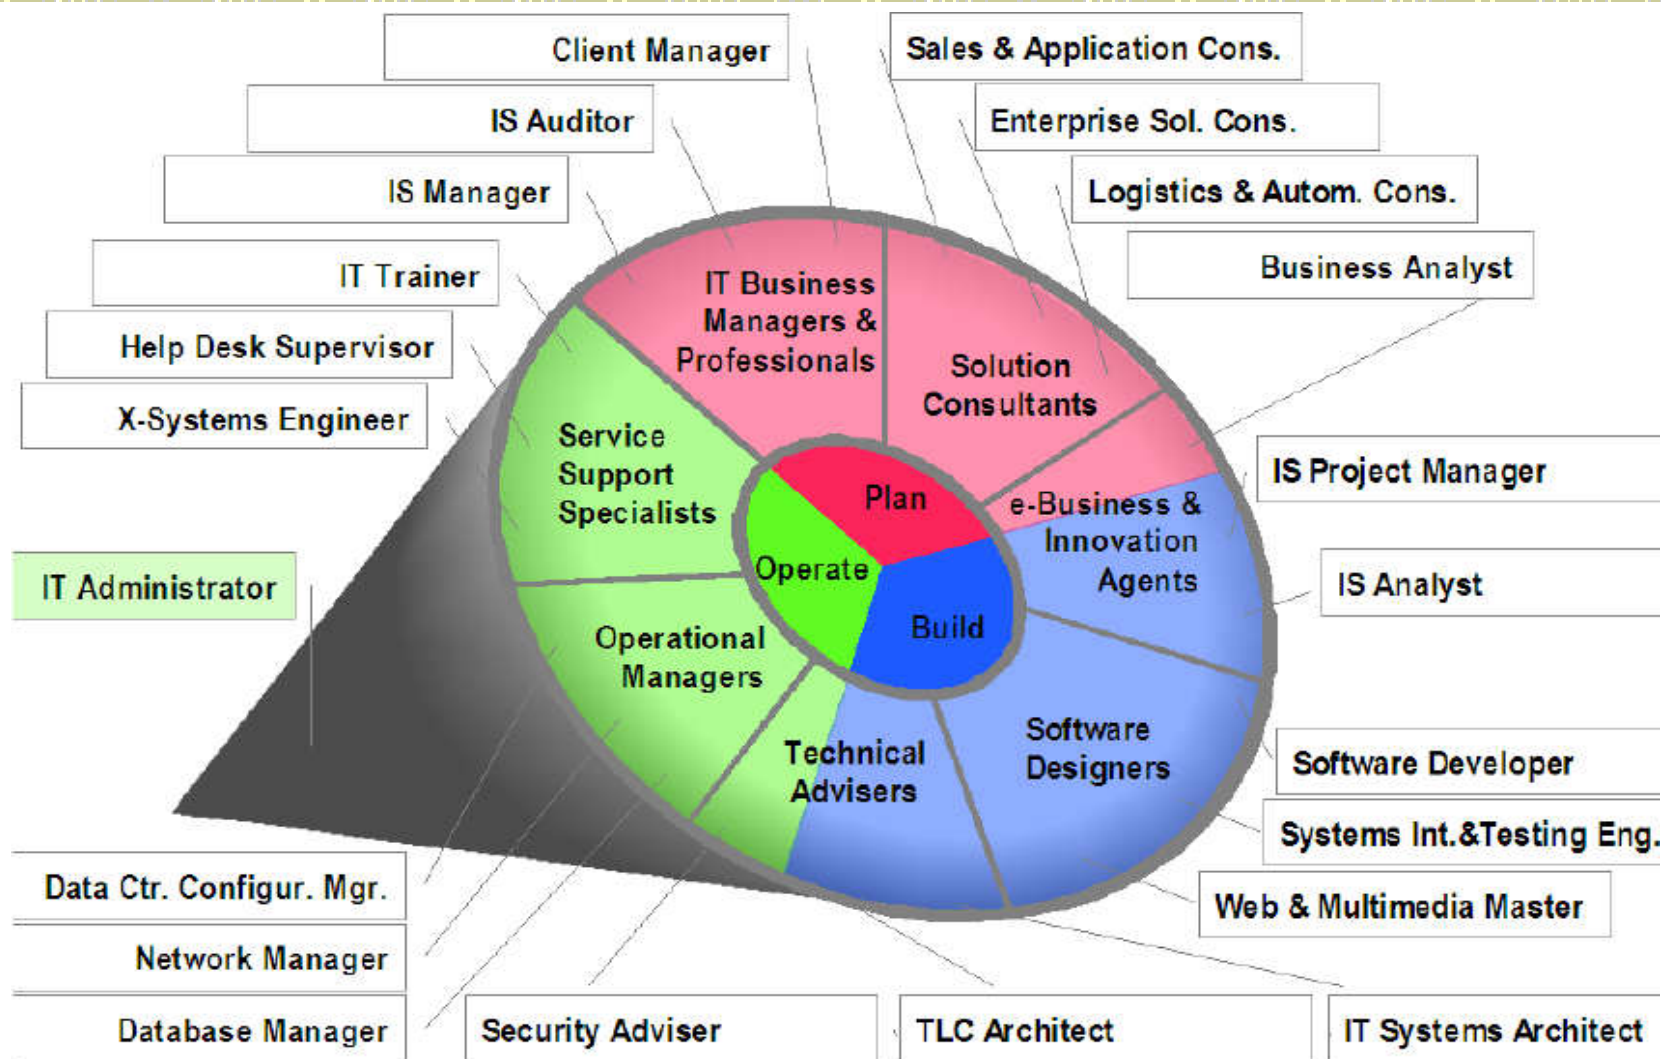 Client Manager
Sales & Application Cons.
IS Auditor
Enterprise Sol. Cons.
IS Manager
Logistics & Autom. Cons.
IT Trainer
Business Analyst
Help Desk Supervisor
X-Systems Engineer
IS Project Manager
IT Administrator
IS Analyst
IT Business
Managers &
Professionals
Solution
Consultants
Service
Support
Specialists
Plan
e-Business &
Innovation
Agents
Operate
Build
Operational
Managers
Technical
Advisers
Software
Designers
Software Developer
Systems Int.&Testing Eng.
Web & Multimedia Master
Data Ctr. Configur. Mgr.
Network Manager
Database Manager
Security Adviser
TLC Architect
IT Systems Architect